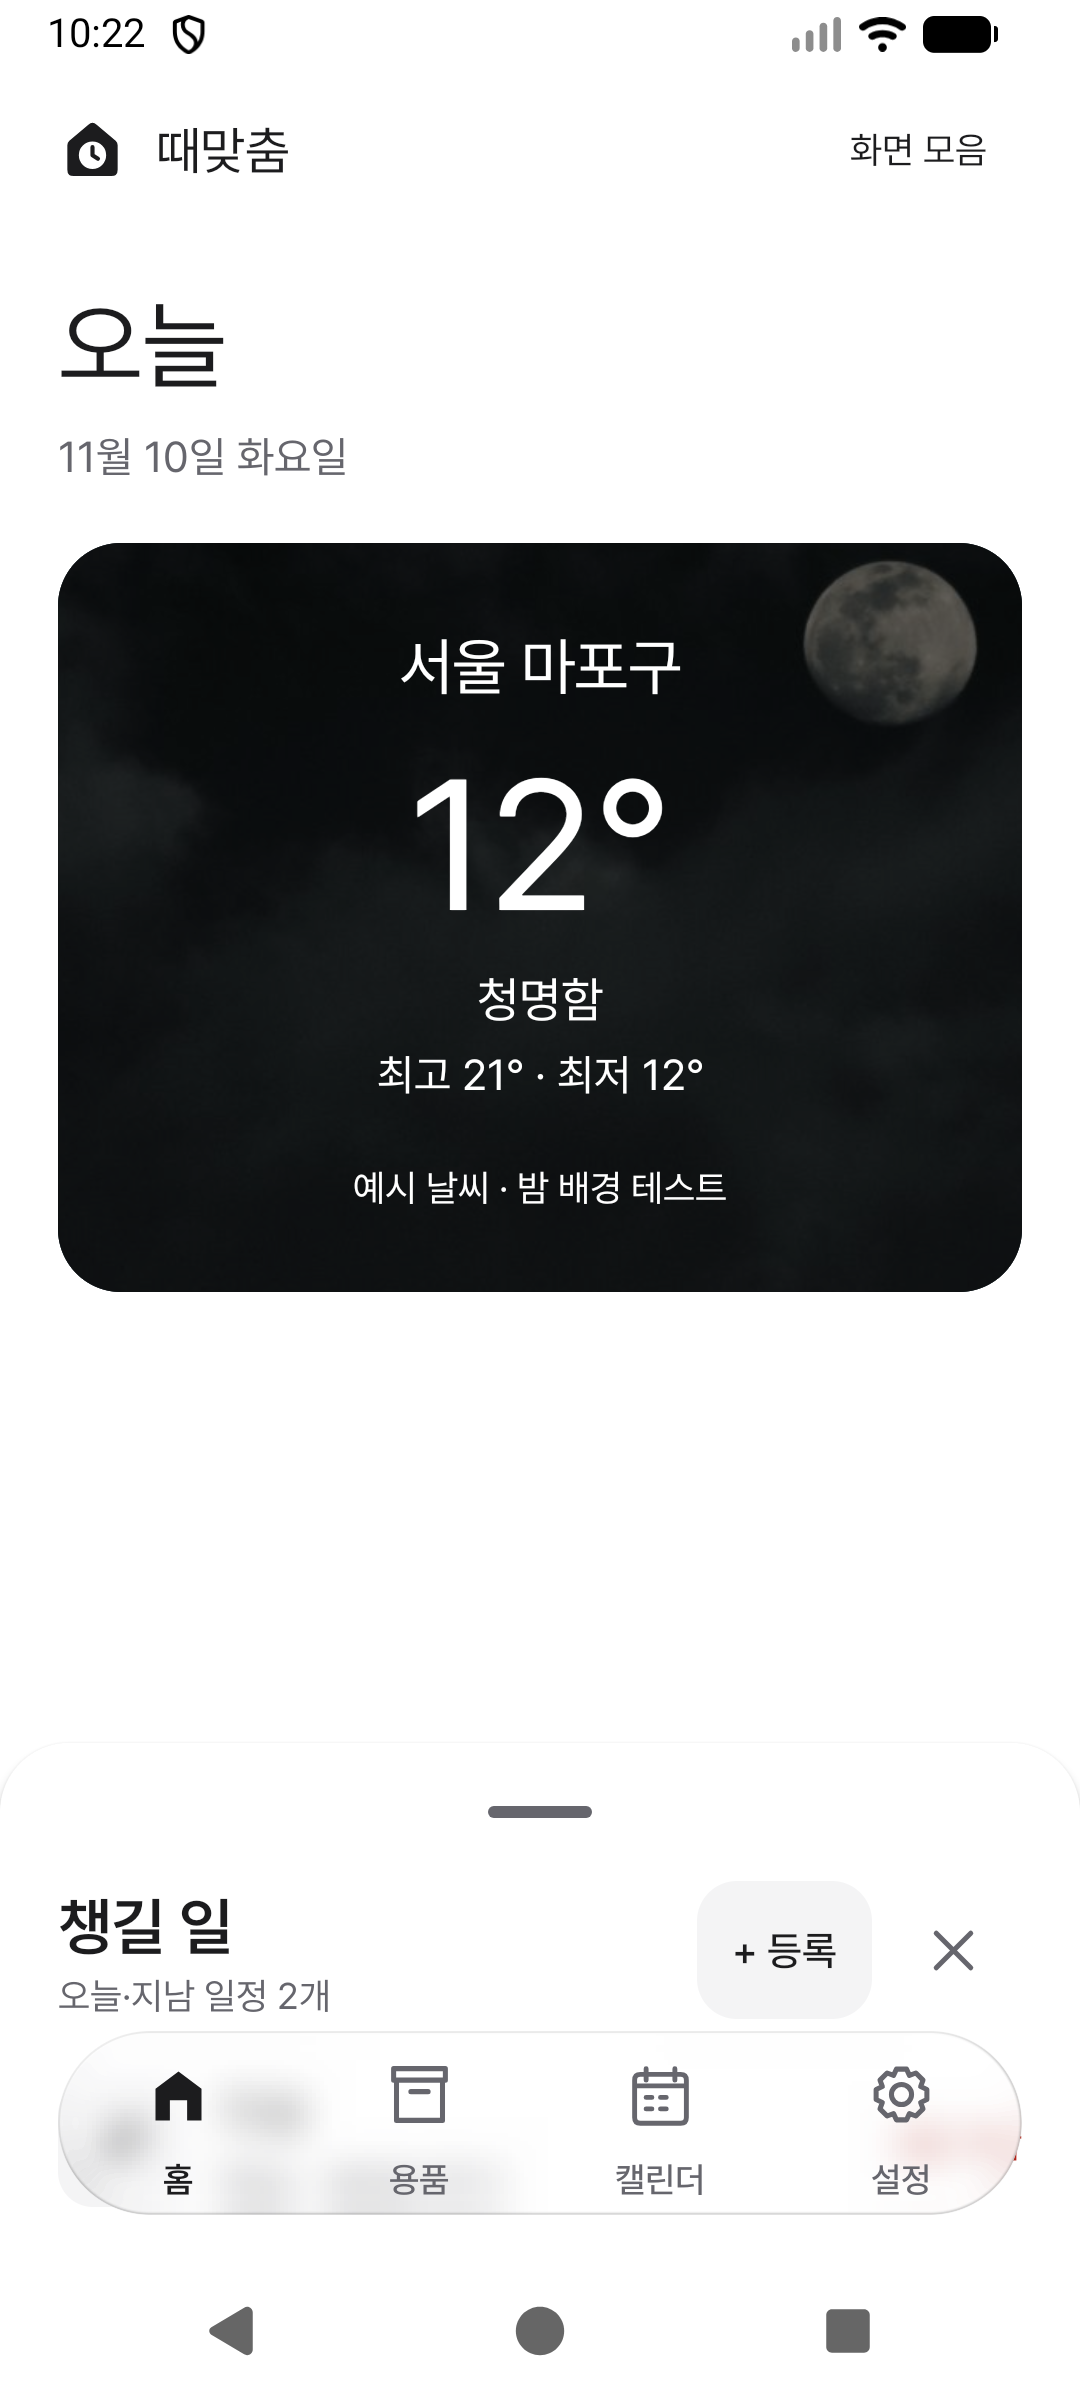 10:22
때맞춤
화면 모음
오늘
11월 10일 화요일
서울 마포구
12°
청명함
최고 21° · 최저 12°
예시 날씨 · 밤 배경 테스트
챙길 일
+ 등록
오늘·지남 일정 2개
홈
용품
캘린더
설정